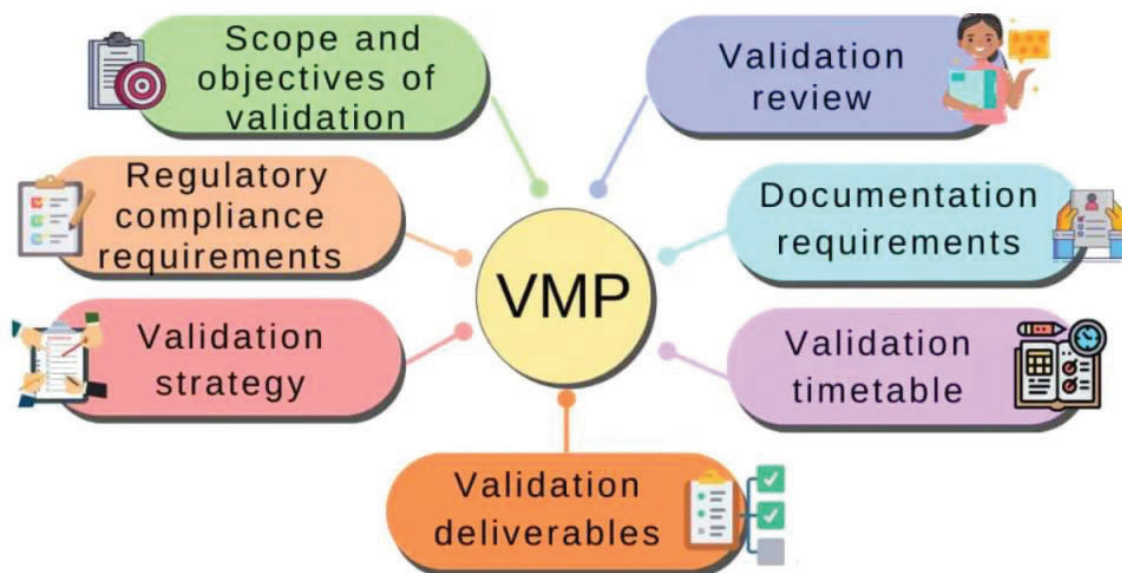 Scope and
objectives of
validation
Validation
review
Regulatory
compliance
requirements
VMP
Documentation
requirements
Validation
strategy
Validation
timetable
Validation
deliverables